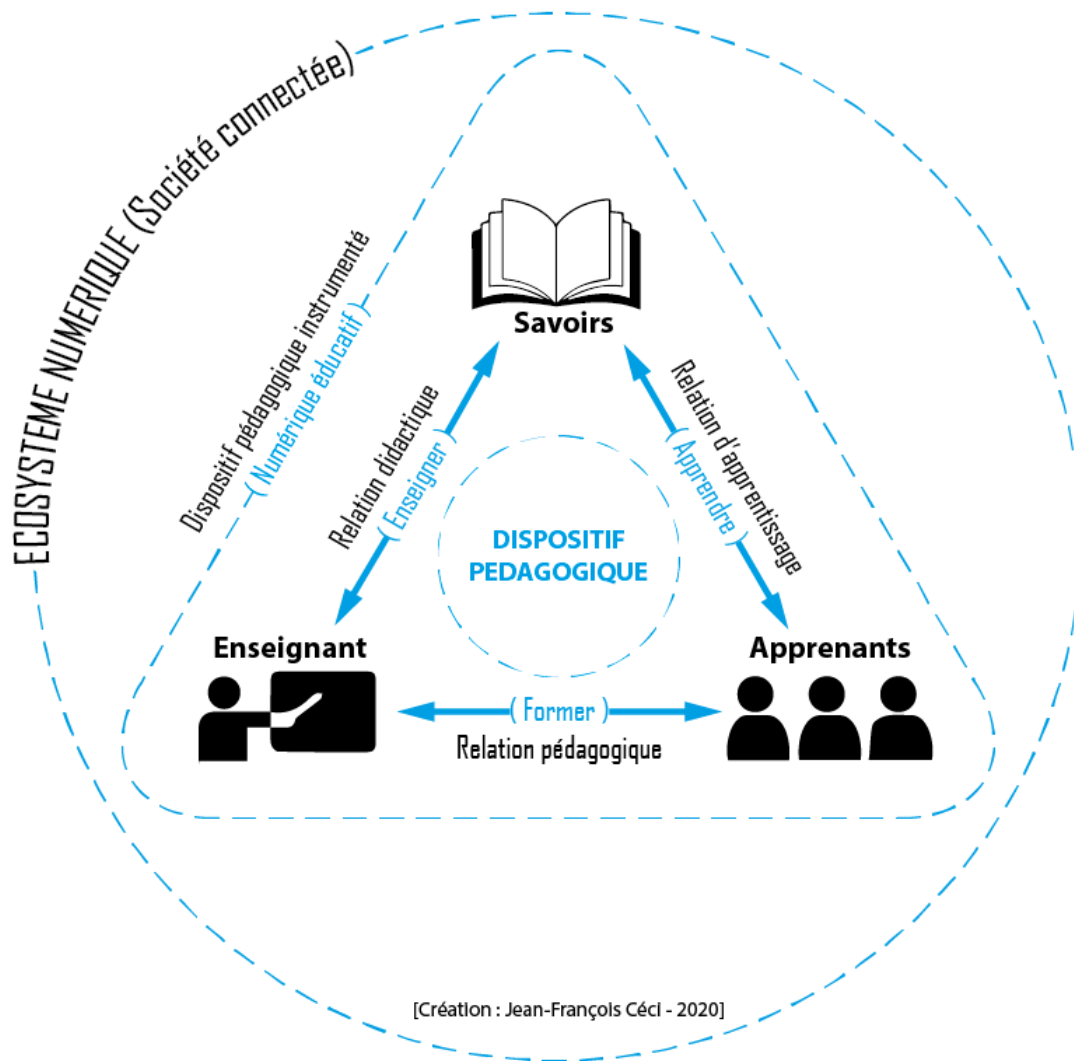 ECOSYSTEME NUMERIQUE (Société connectée)
Dispositif pédagogique instrumenté
( Numérique éducatif )
Savoirs
Relation didactique
( Enseigner )
Relation d'apprentissage
( Apprendre )
DISPOSITIF
PEDAGOGIQUE
Enseignant
Apprenants
( Former )
Relation pédagogique
[Création : Jean-François Céci - 2020]